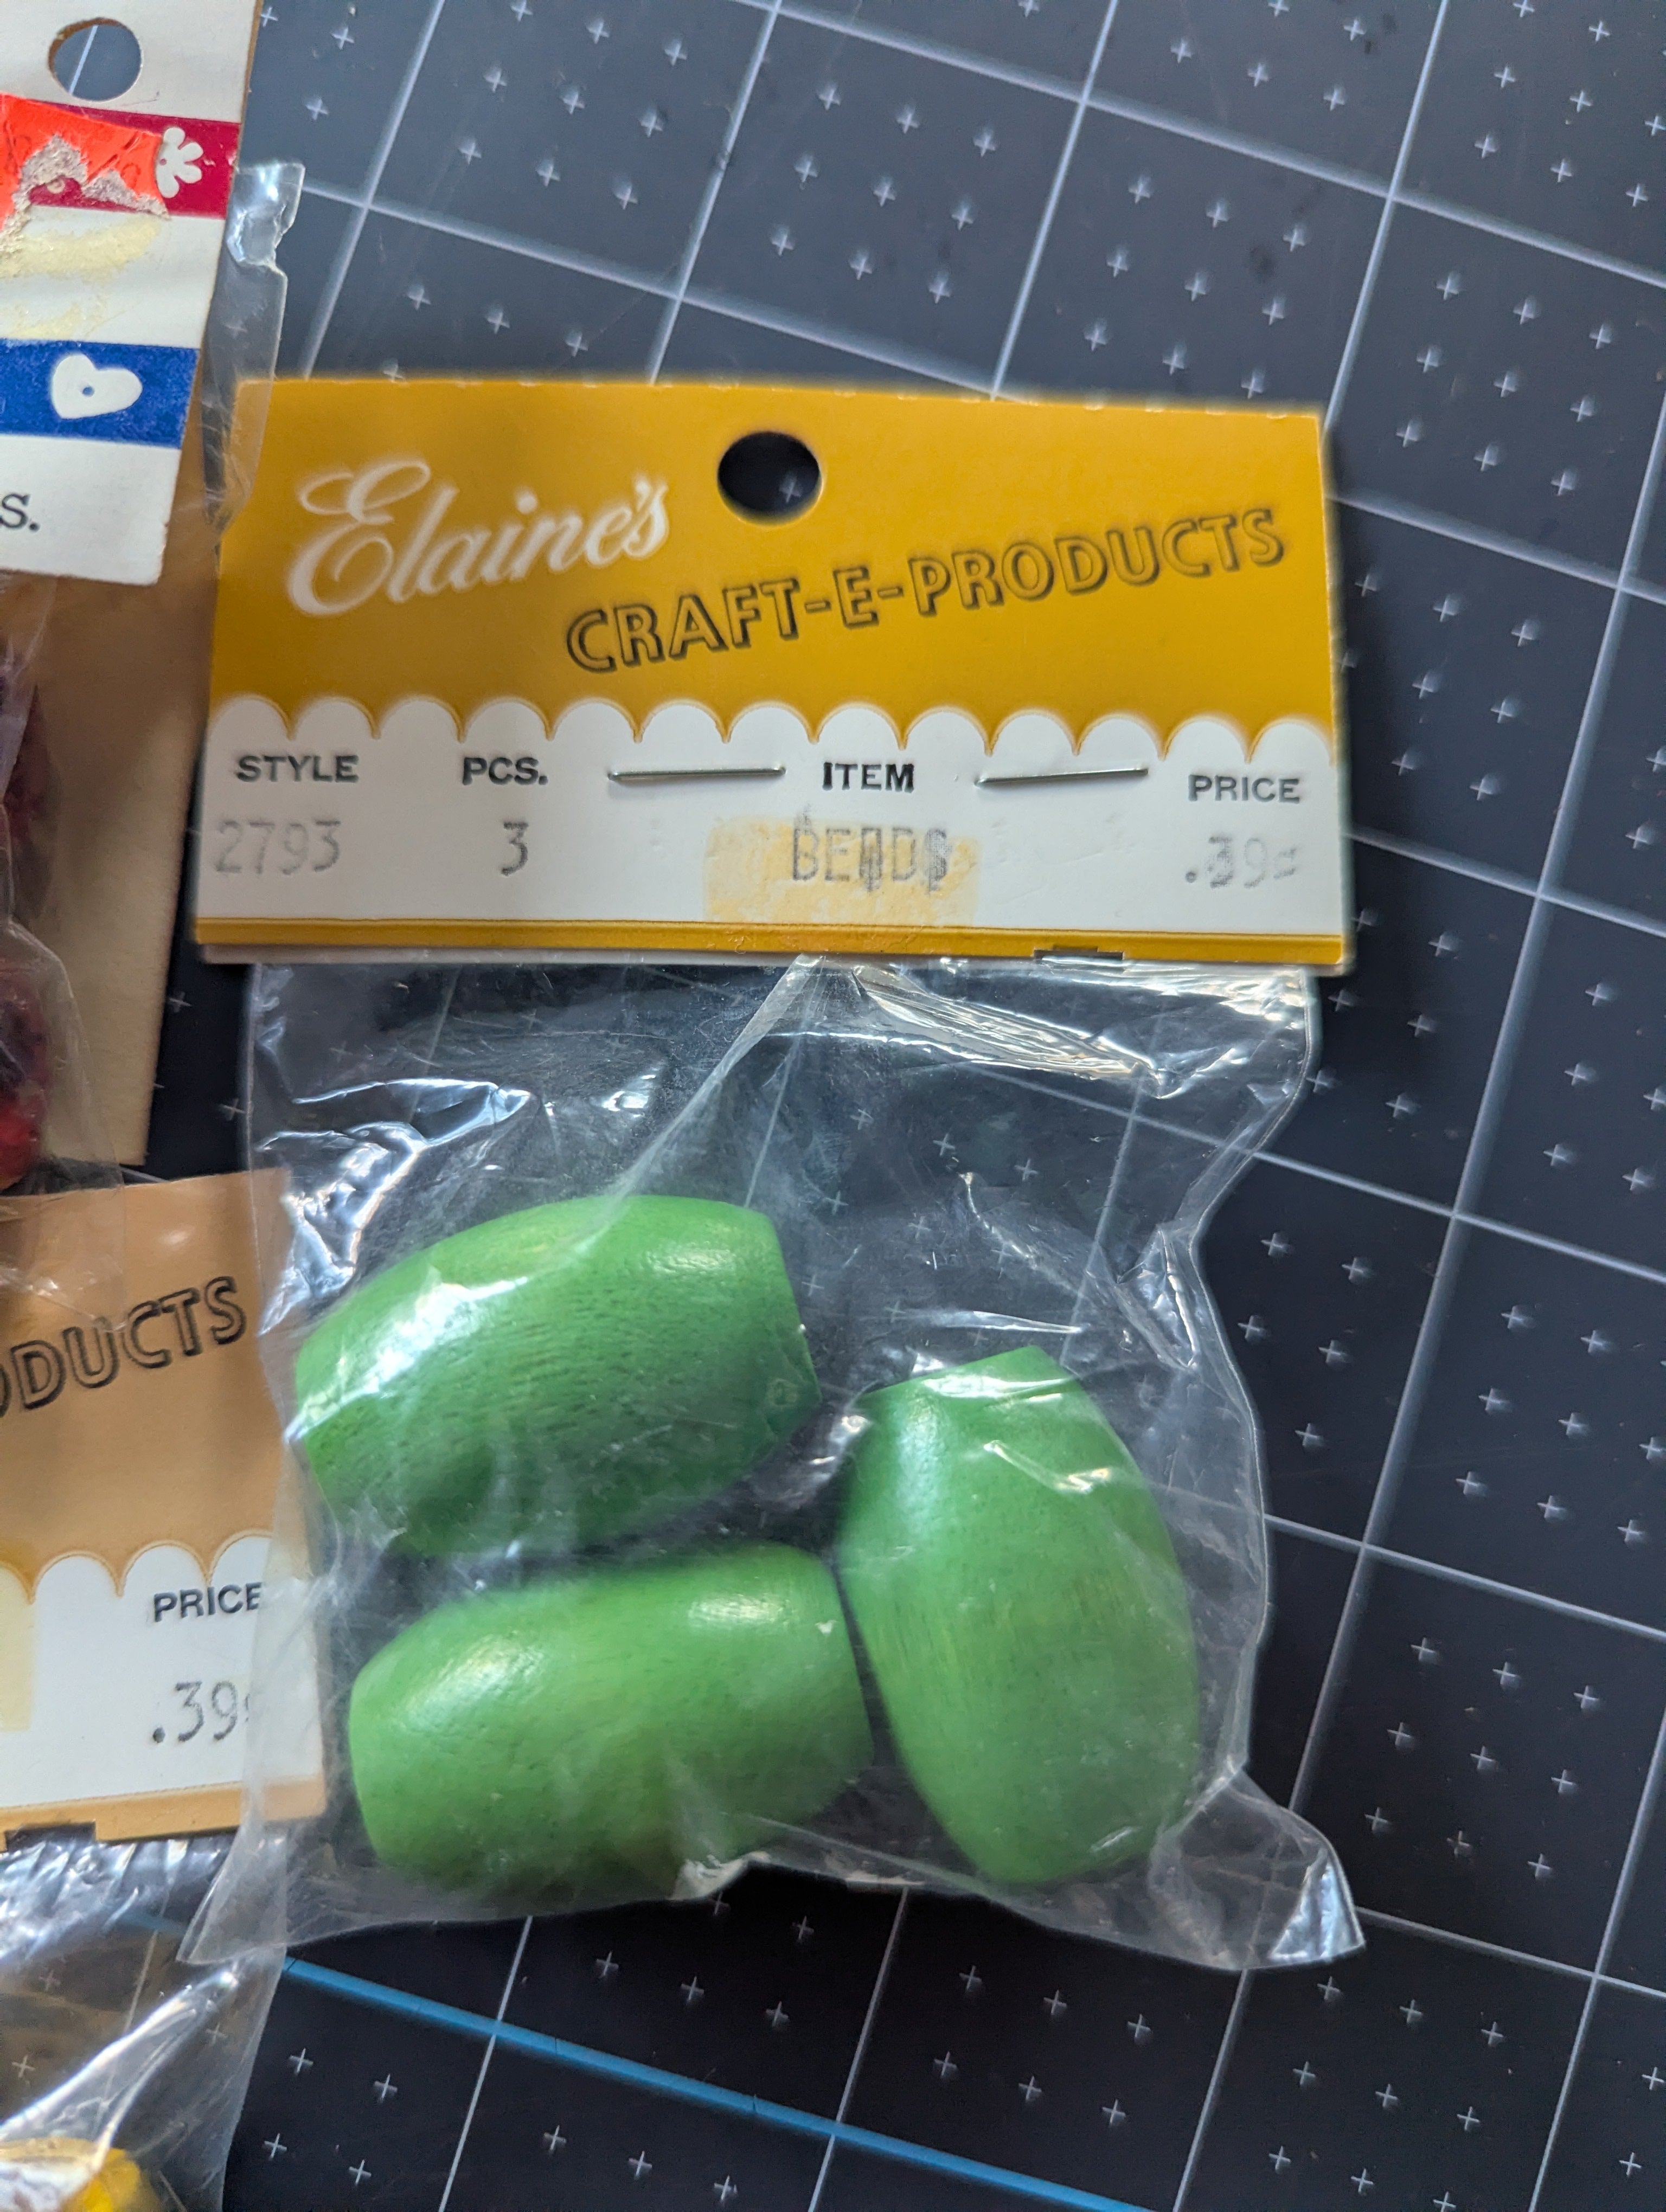 s.
Elaine's
CRAFT-E-PRODUCTS
STYLE PCS. ITEM PRICE
2793 3 BEADS .39¢
ODUCTS
PRICE
.39¢